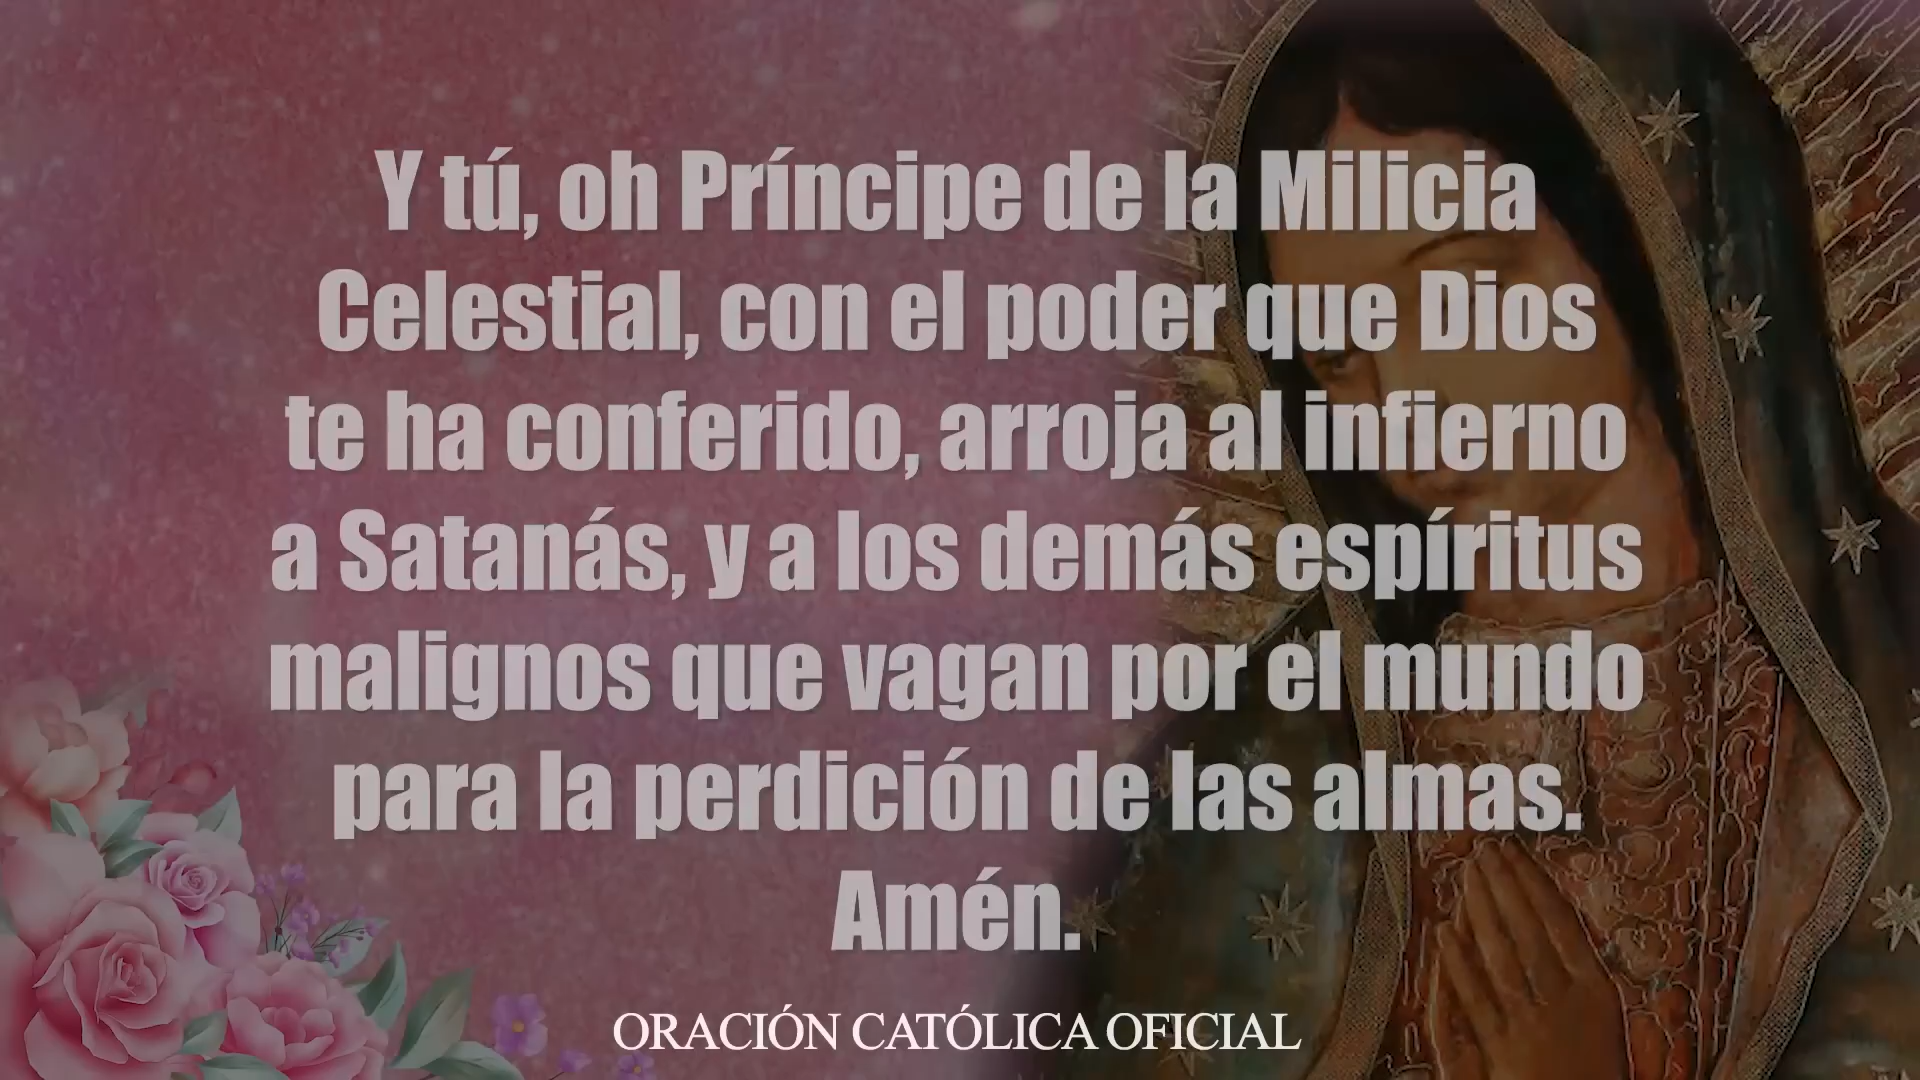 Y tú, oh Príncipe de la Milicia
Celestial, con el poder que Dios
te ha conferido, arroja al infierno
a Satanás, y a los demás espíritus
malignos que vagan por el mundo
para la perdición de las almas.
Amén.
ORACIÓN CATÓLICA OFICIAL